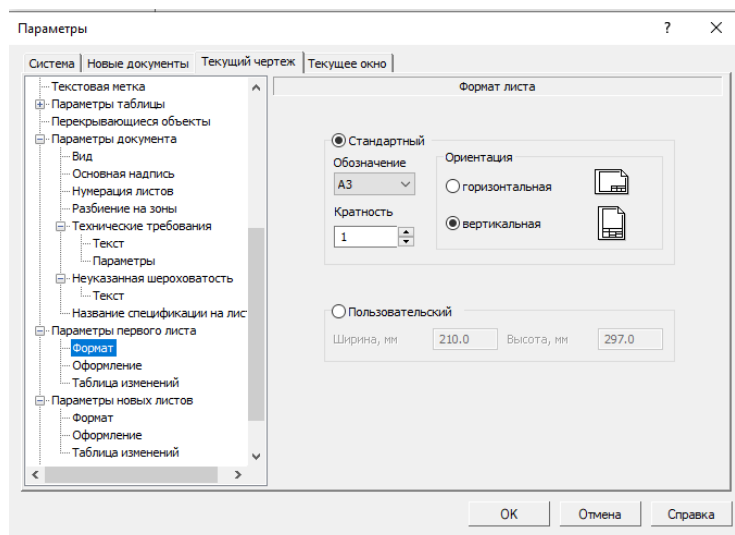 Параметры
?
Система
Новые документы
Текущий чертеж
Текущее окно
Текстовая метка
Параметры таблицы
Перекрывающиеся объекты
Параметры документа
Вид
Основная надпись
Нумерация листов
Разбиение на зоны
Технические требования
Текст
Параметры
Неуказанная шероховатость
Текст
Название спецификации на лис
Параметры первого листа
Формат
Оформление
Таблица изменений
Параметры новых листов
Формат
Оформление
Таблица изменений
Формат листа
Стандартный
Обозначение
A3
Кратность
1
Ориентация
горизонтальная
вертикальная
Пользовательский
Ширина, мм 210.0 Высота, мм 297.0
OK Отмена Справка